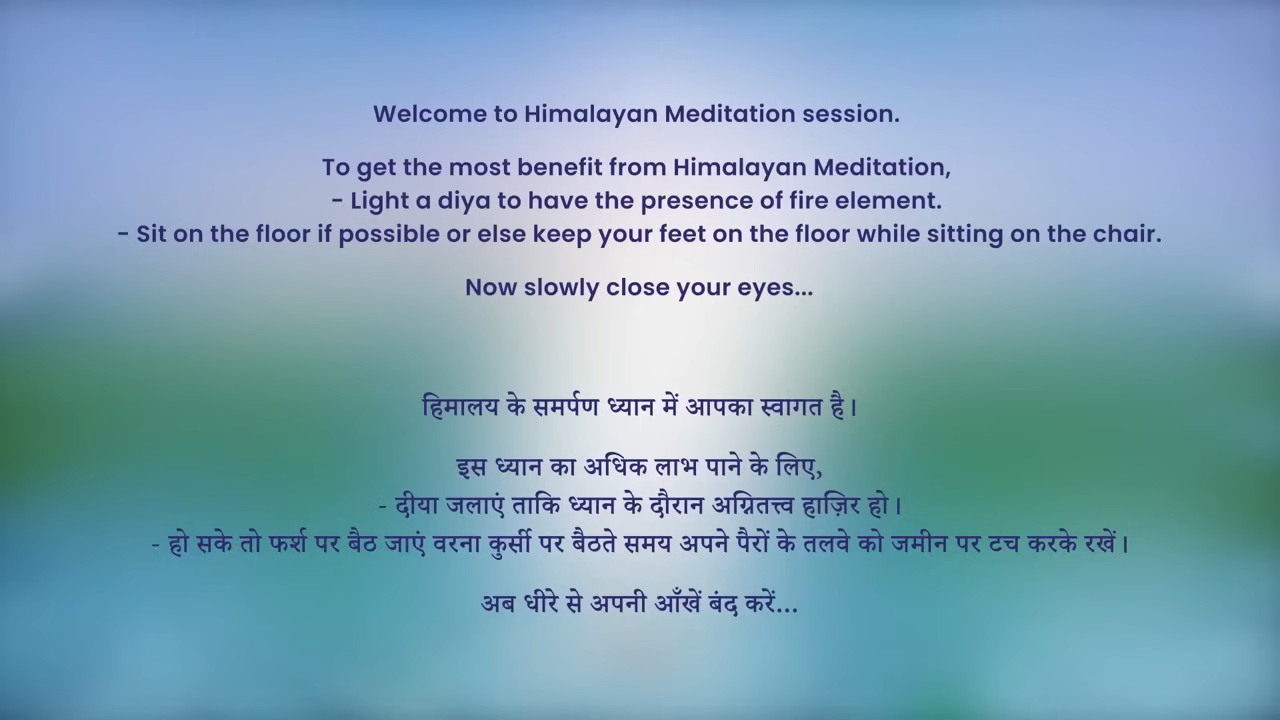 Welcome to Himalayan Meditation session.
To get the most benefit from Himalayan Meditation,
- Light a diya to have the presence of fire element.
- Sit on the floor if possible or else keep your feet on the floor while sitting on the chair.
Now slowly close your eyes...
हिमालय के समर्पण ध्यान में आपका स्वागत है।
इस ध्यान का अधिक लाभ पाने के लिए,
- दीया जलाएं ताकि ध्यान के दौरान अग्नितत्त्व हाज़िर हो।
- हो सके तो फर्श पर बैठ जाएं वरना कुर्सी पर बैठते समय अपने पैरों के तलवे को जमीन पर टच करके रखें।
अब धीरे से अपनी आँखें बंद करें...